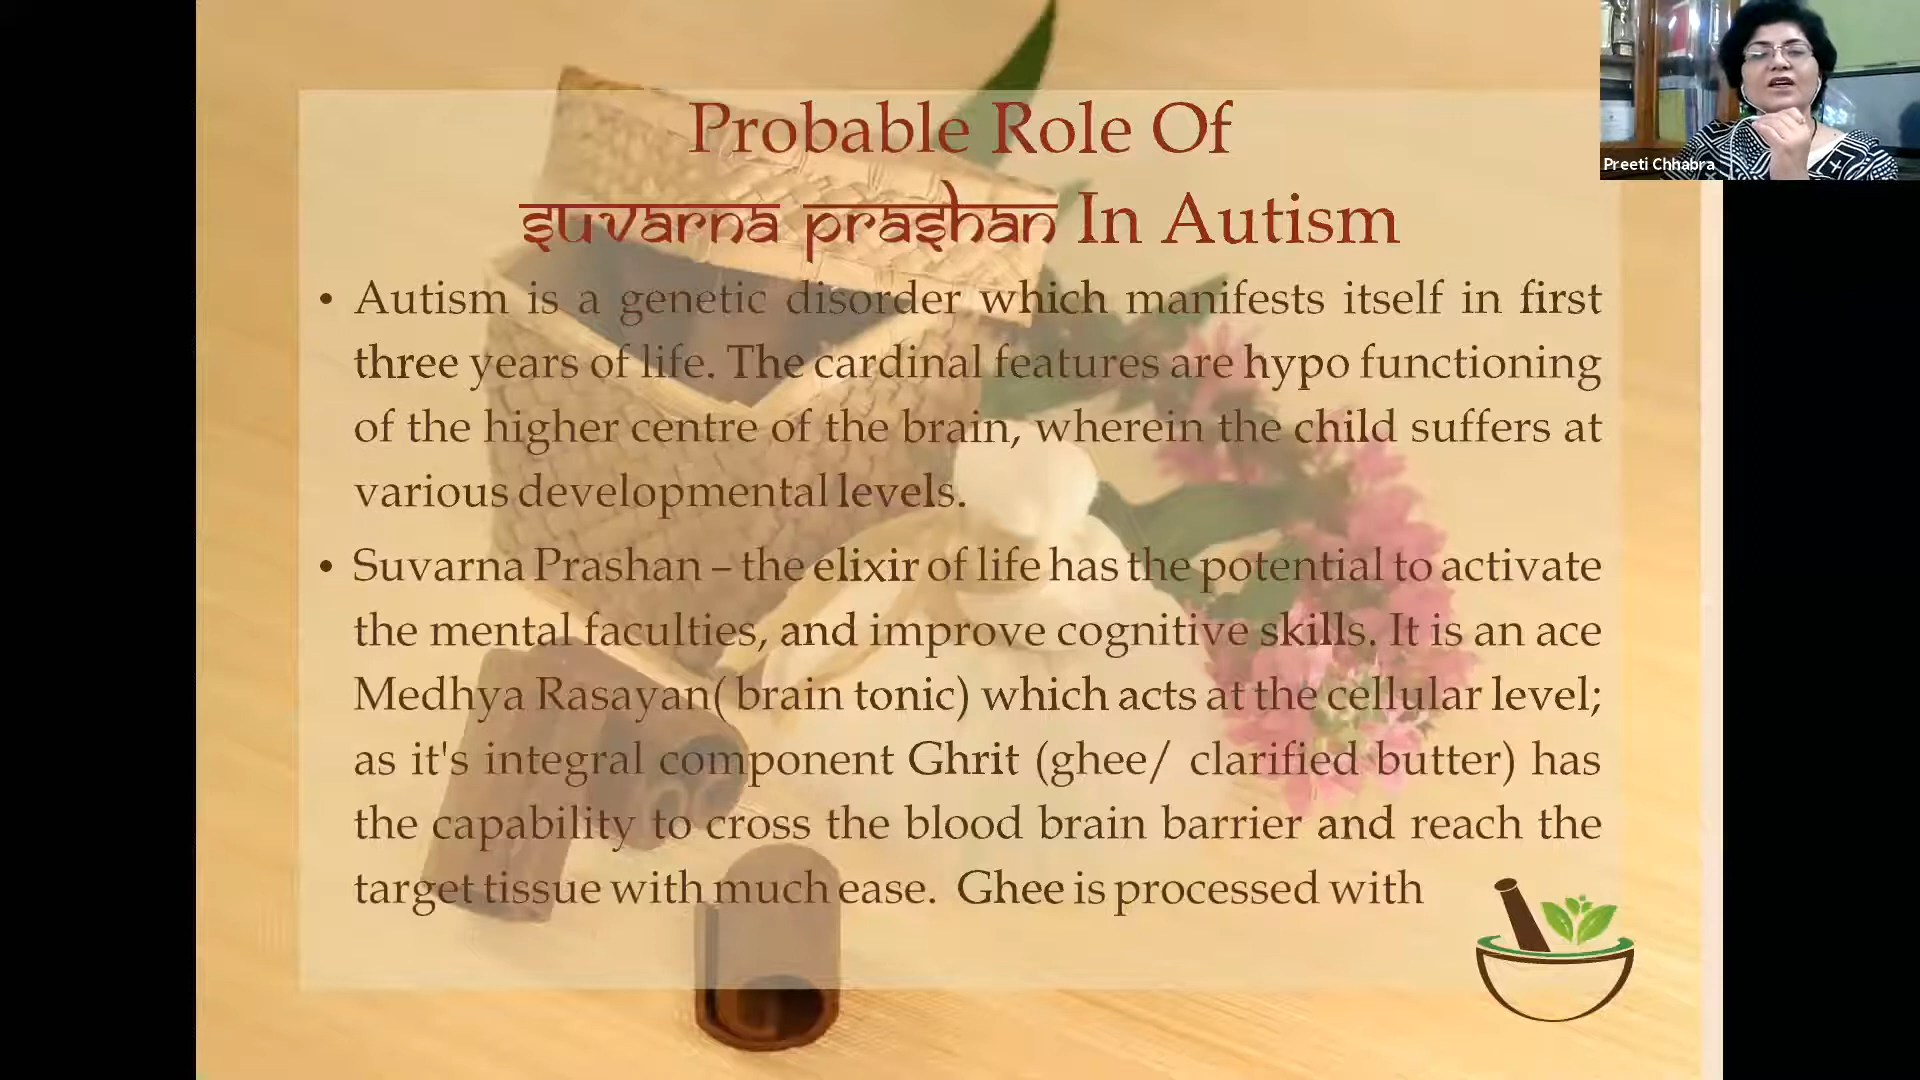 Probable Role Of
suvarna prashan In Autism
• Autism is a genetic disorder which manifests itself in first
three years of life. The cardinal features are hypo functioning
of the higher centre of the brain, wherein the child suffers at
various developmental levels.
• Suvarna Prashan – the elixir of life has the potential to activate
the mental faculties, and improve cognitive skills. It is an ace
Medhya Rasayan( brain tonic) which acts at the cellular level;
as it's integral component Ghrit (ghee/ clarified butter) has
the capability to cross the blood brain barrier and reach the
target tissue with much ease. Ghee is processed with
Preeti Chhabra